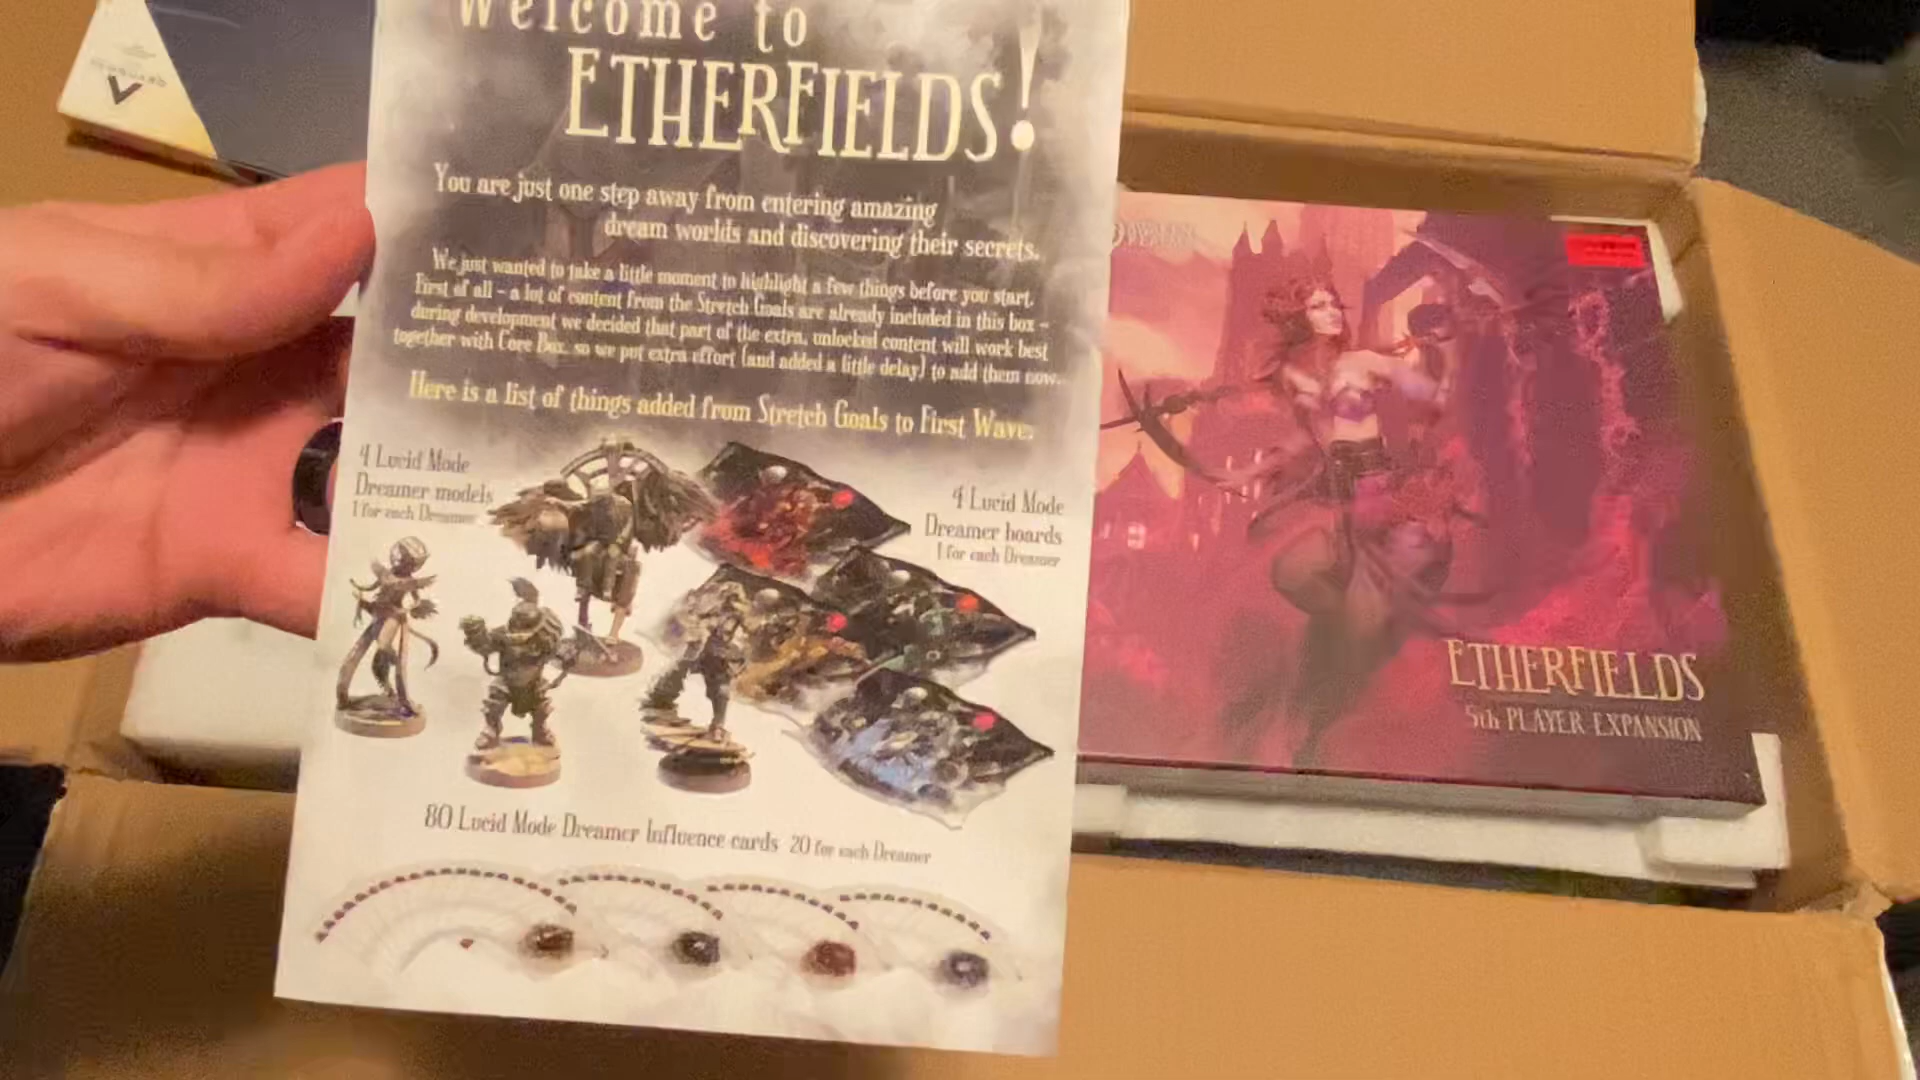 Welcome to
ETHERFIELDS!
You are just one step away from entering amazing
dream worlds and discovering their secrets.
We just wanted to take a little moment to highlight a few things before you start.
First of all - a lot of content from the Stretch Goals are already included in this box -
during development we decided that part of the extra, unlocked content will work best
together with Core Box, so we put extra effort (and added a little delay) to add them now.
Here is a list of things added from Stretch Goals to First Wave.
4 Lucid Mode
Dreamer models
1 for each Dreamer
4 Lucid Mode
Dreamer boards
1 for each Dreamer
80 Lucid Mode Dreamer Influence cards 20 for each Dreamer
ETHERFIELDS
5th PLAYER EXPANSION